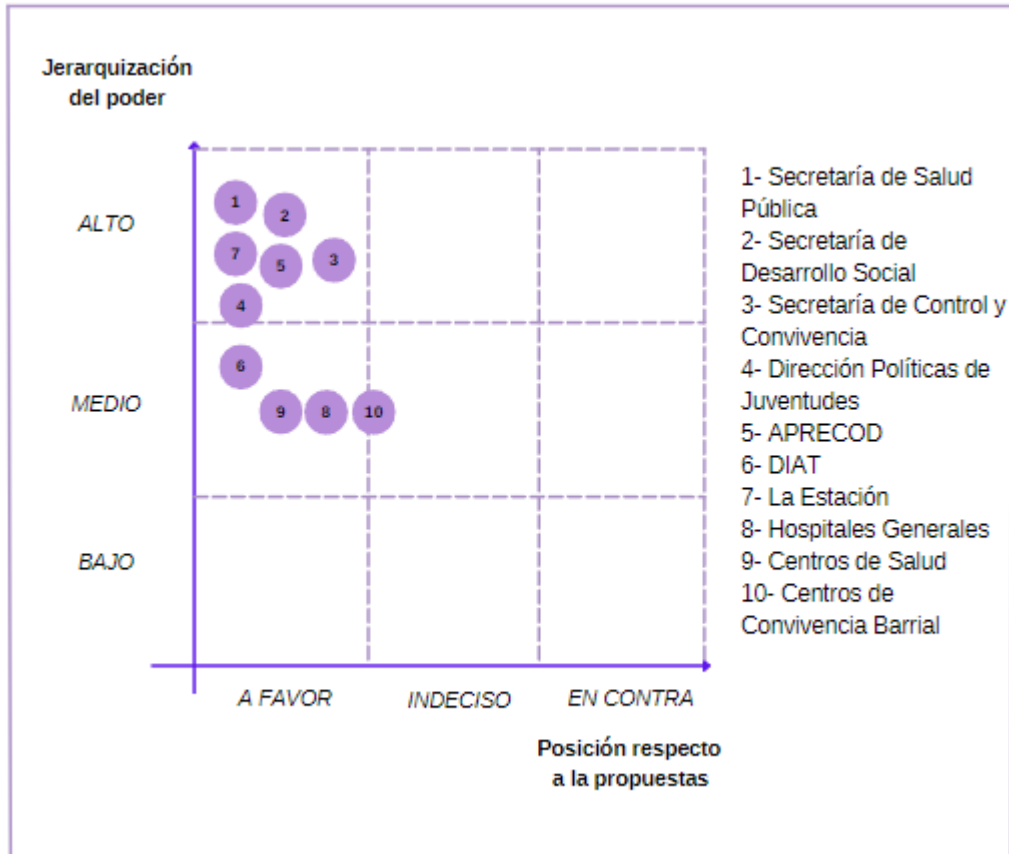 Jerarquización
del poder
ALTO
MEDIO
BAJO
1
2
7
5
3
4
6
9
8
10
A FAVOR
INDECISO
EN CONTRA
Posición respecto
a la propuestas
1- Secretaría de Salud
Pública
2- Secretaría de
Desarrollo Social
3- Secretaría de Control y
Convivencia
4- Dirección Políticas de
Juventudes
5- APRECOD
6- DIAT
7- La Estación
8- Hospitales Generales
9- Centros de Salud
10- Centros de
Convivencia Barrial